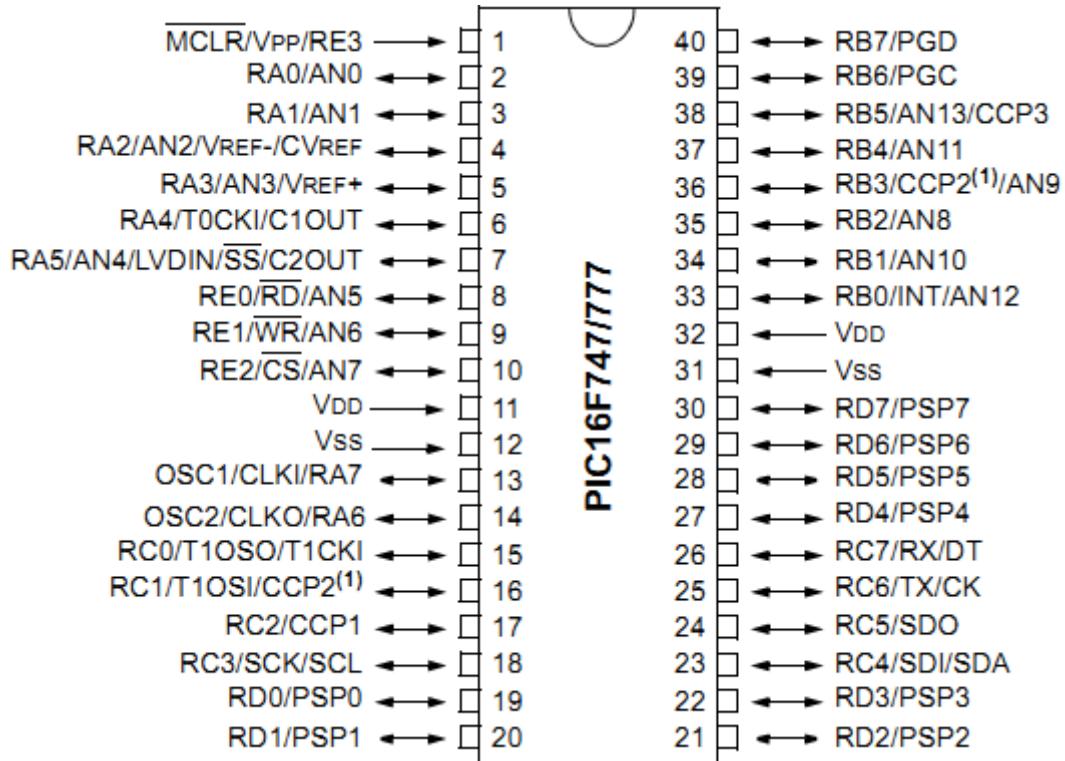 MCLR/VPP/RE3 1 40 RB7/PGD
RA0/AN0 2 39 RB6/PGC
RA1/AN1 3 38 RB5/AN13/CCP3
RA2/AN2/VREF-/CVREF 4 37 RB4/AN11
RA3/AN3/VREF+ 5 36 RB3/CCP2(1)/AN9
RA4/T0CKI/C1OUT 6 35 RB2/AN8
RA5/AN4/LVDIN/SS/C2OUT 7 34 RB1/AN10
RE0/RD/AN5 8 33 RB0/INT/AN12
RE1/WR/AN6 9 32 VDD
RE2/CS/AN7 10 31 VSS
VDD 11 30 RD7/PSP7
VSS 12 29 RD6/PSP6
OSC1/CLKI/RA7 13 28 RD5/PSP5
OSC2/CLKO/RA6 14 27 RD4/PSP4
RC0/T1OSO/T1CKI 15 26 RC7/RX/DT
RC1/T1OSI/CCP2(1) 16 25 RC6/TX/CK
RC2/CCP1 17 24 RC5/SDO
RC3/SCK/SCL 18 23 RC4/SDI/SDA
RD0/PSP0 19 22 RD3/PSP3
RD1/PSP1 20 21 RD2/PSP2
PIC16F747/777